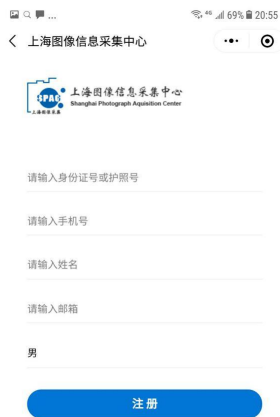 69% 20:55
上海图像信息采集中心
SPAC
上海图像信息采集中心
Shanghai Photograph Aquisition Center
请输入身份证号或护照号
请输入手机号
请输入姓名
请输入邮箱
男
注册